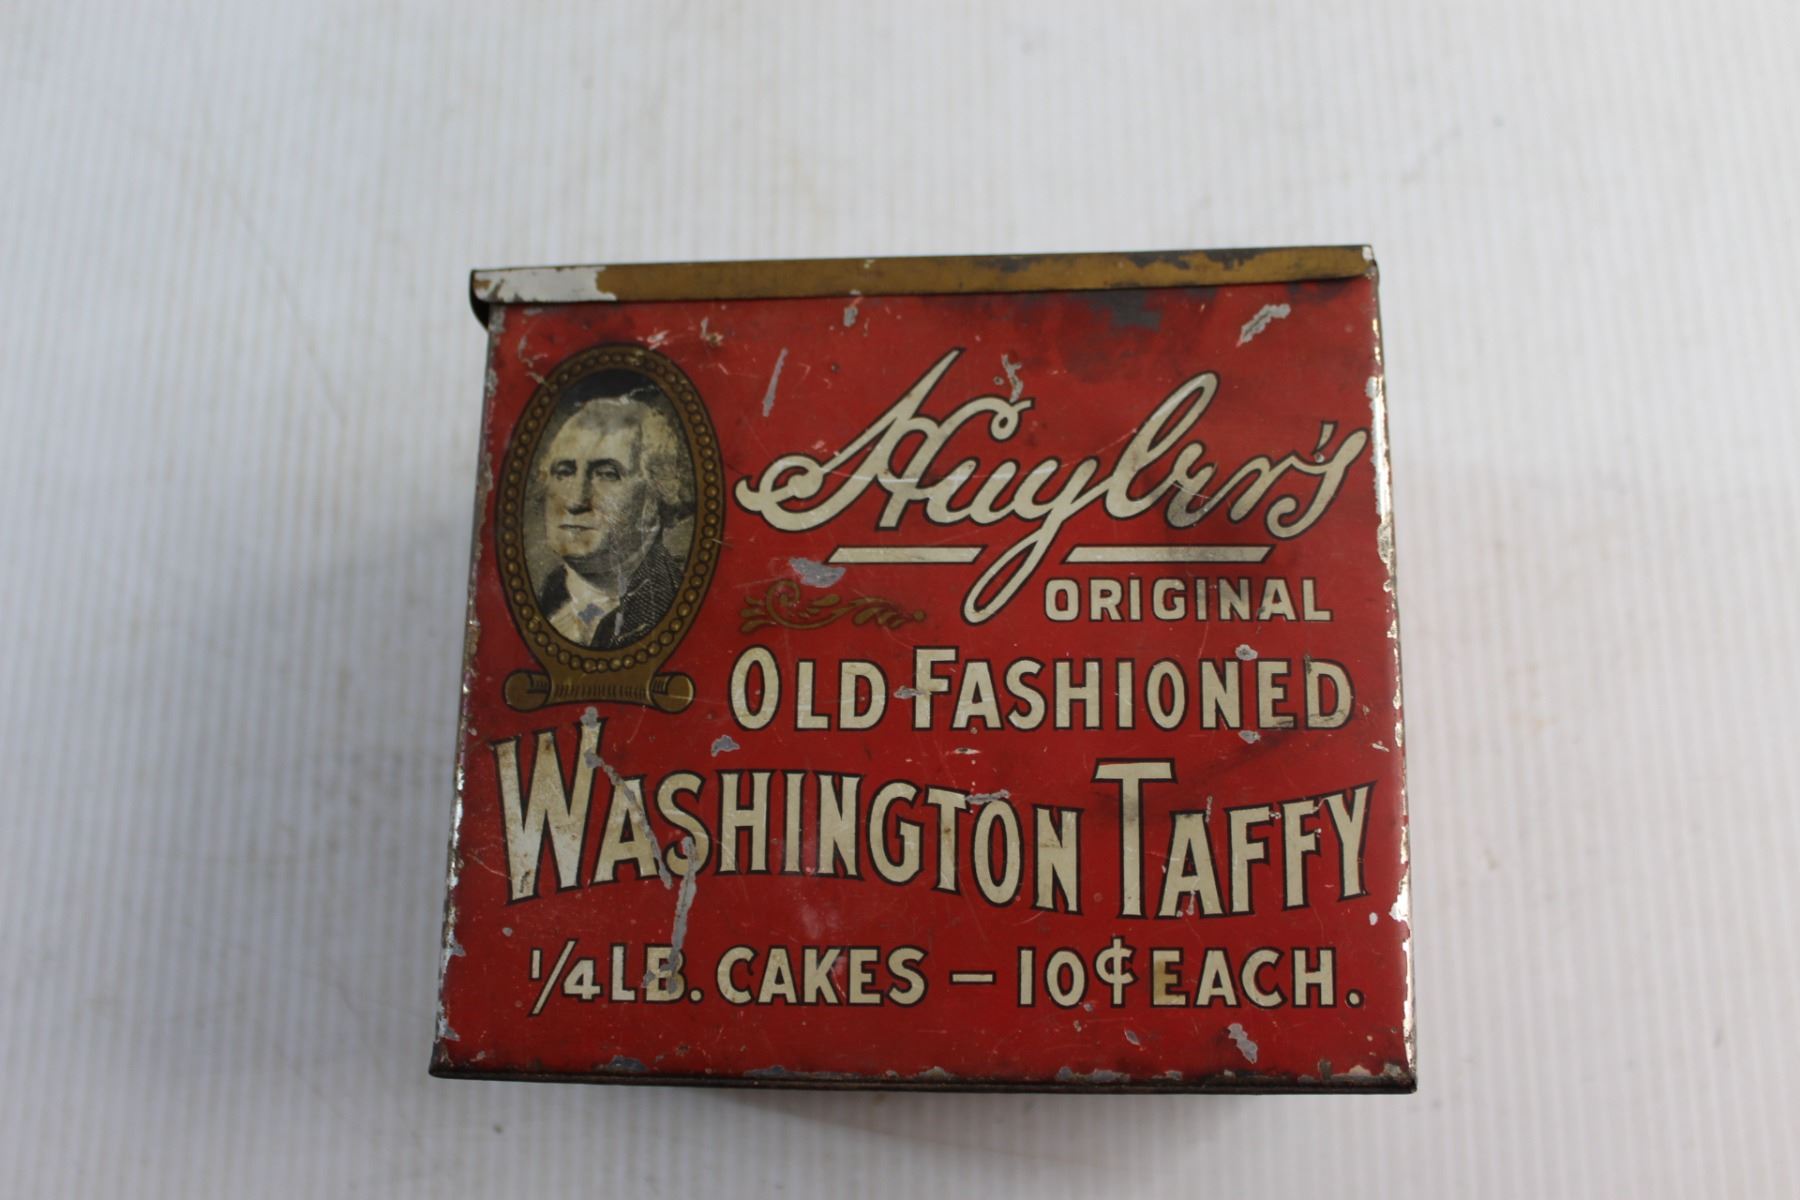 Huyler's
ORIGINAL
OLD FASHIONED
WASHINGTON TAFFY
1/4 LB. CAKES – 10¢ EACH.